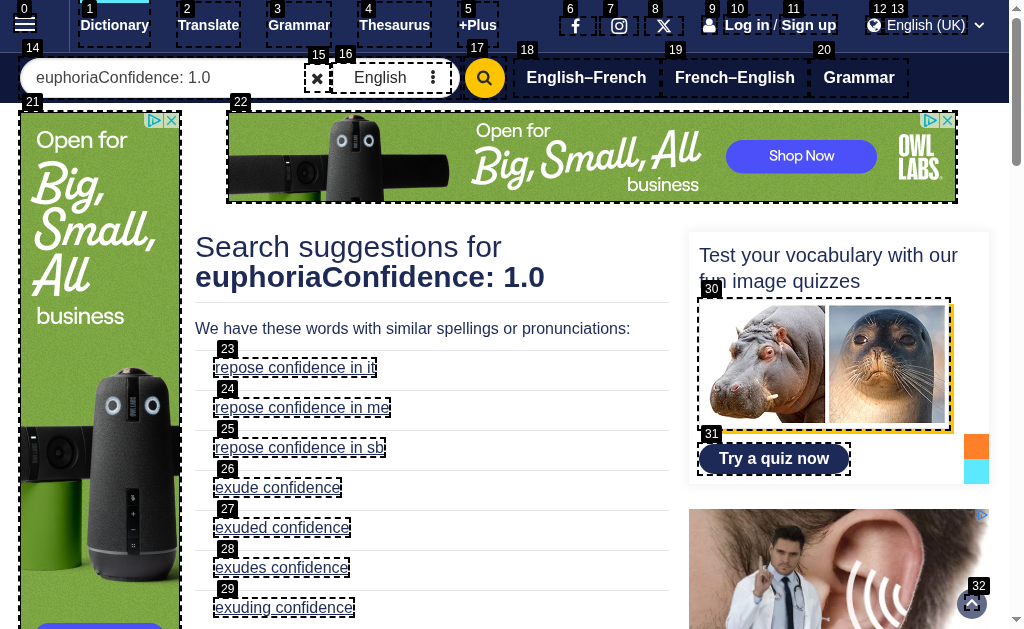 0
1
2
3
4
5
6
7
8
9
10
11
12
13
Dictionary
Translate
Grammar
Thesaurus
+Plus
Log in / Sign up
English (UK)
14
15
16
17
18
19
20
euphoriaConfidence: 1.0
English
English–French
French–English
Grammar
21
22
Open for
Big,
Small,
All
business
Open for
Big, Small, All
business
Shop Now
OWL
LABS
Search suggestions for
euphoriaConfidence: 1.0
We have these words with similar spellings or pronunciations:
23
repose confidence in it
24
repose confidence in me
25
repose confidence in sb
26
exude confidence
27
exuded confidence
28
exudes confidence
29
exuding confidence
Test your vocabulary with our
fun image quizzes
30
31
Try a quiz now
32